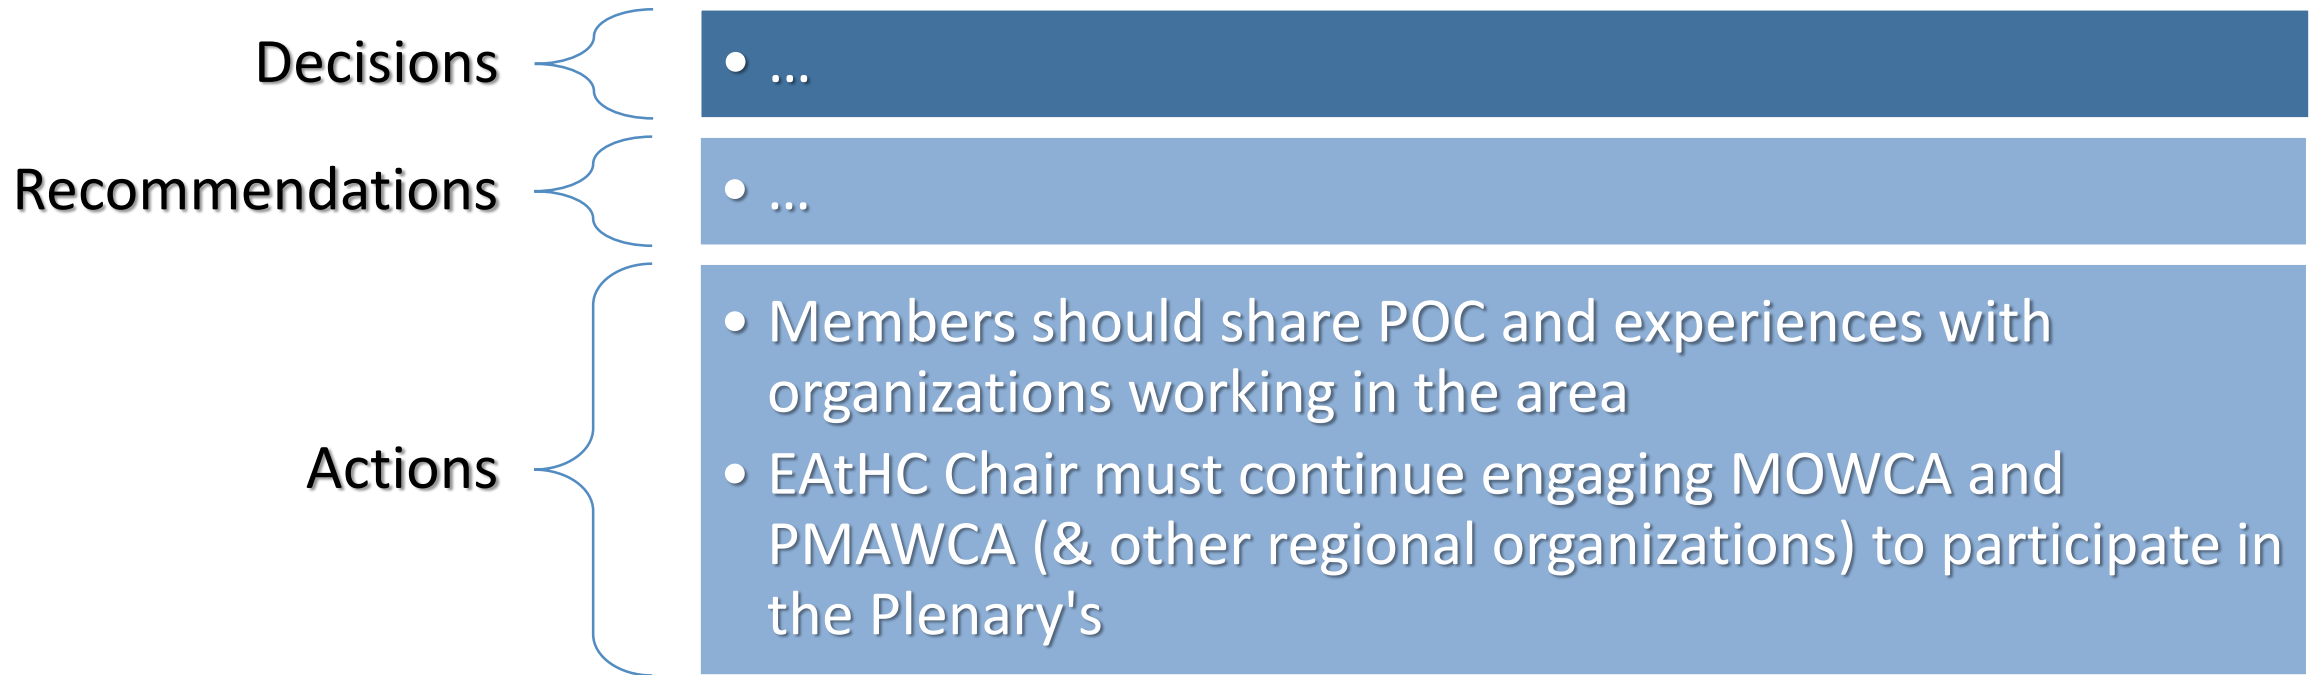 Decisions
• ...
Recommendations
• ...
Actions
• Members should share POC and experiences with
organizations working in the area
• EAtHC Chair must continue engaging MOWCA and
PMAWCA (& other regional organizations) to participate in
the Plenary's